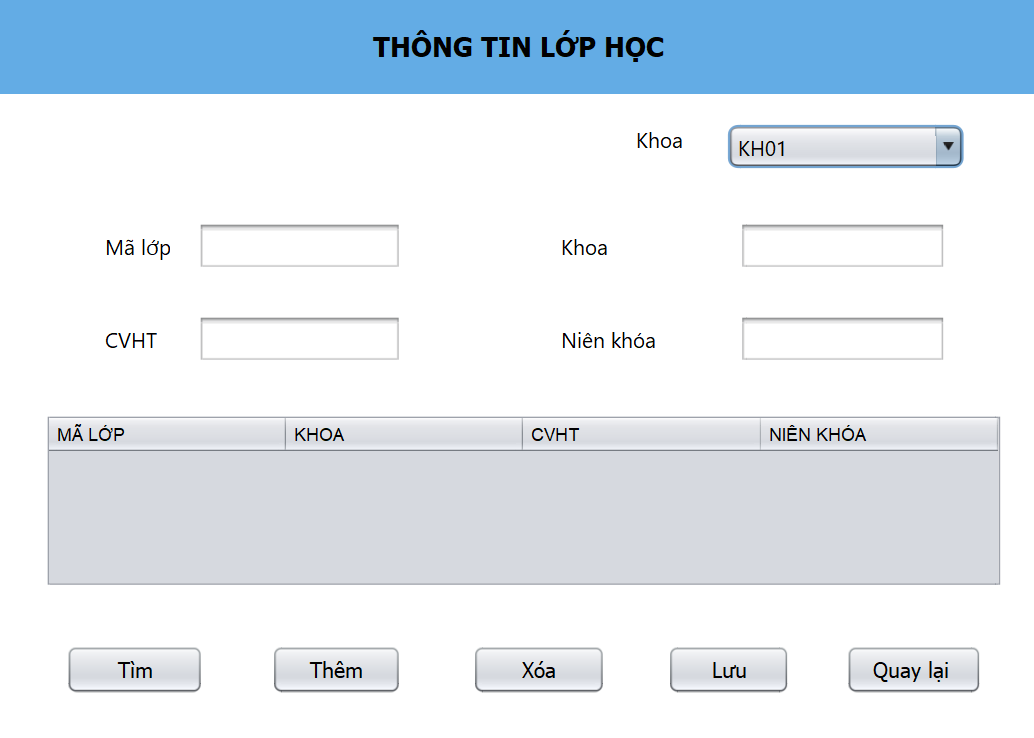 THÔNG TIN LỚP HỌC
Khoa KH01
Mã lớp Khoa
CVHT Niên khóa
MÃ LỚP KHOA CVHT NIÊN KHÓA
Tìm Thêm Xóa Lưu Quay lại